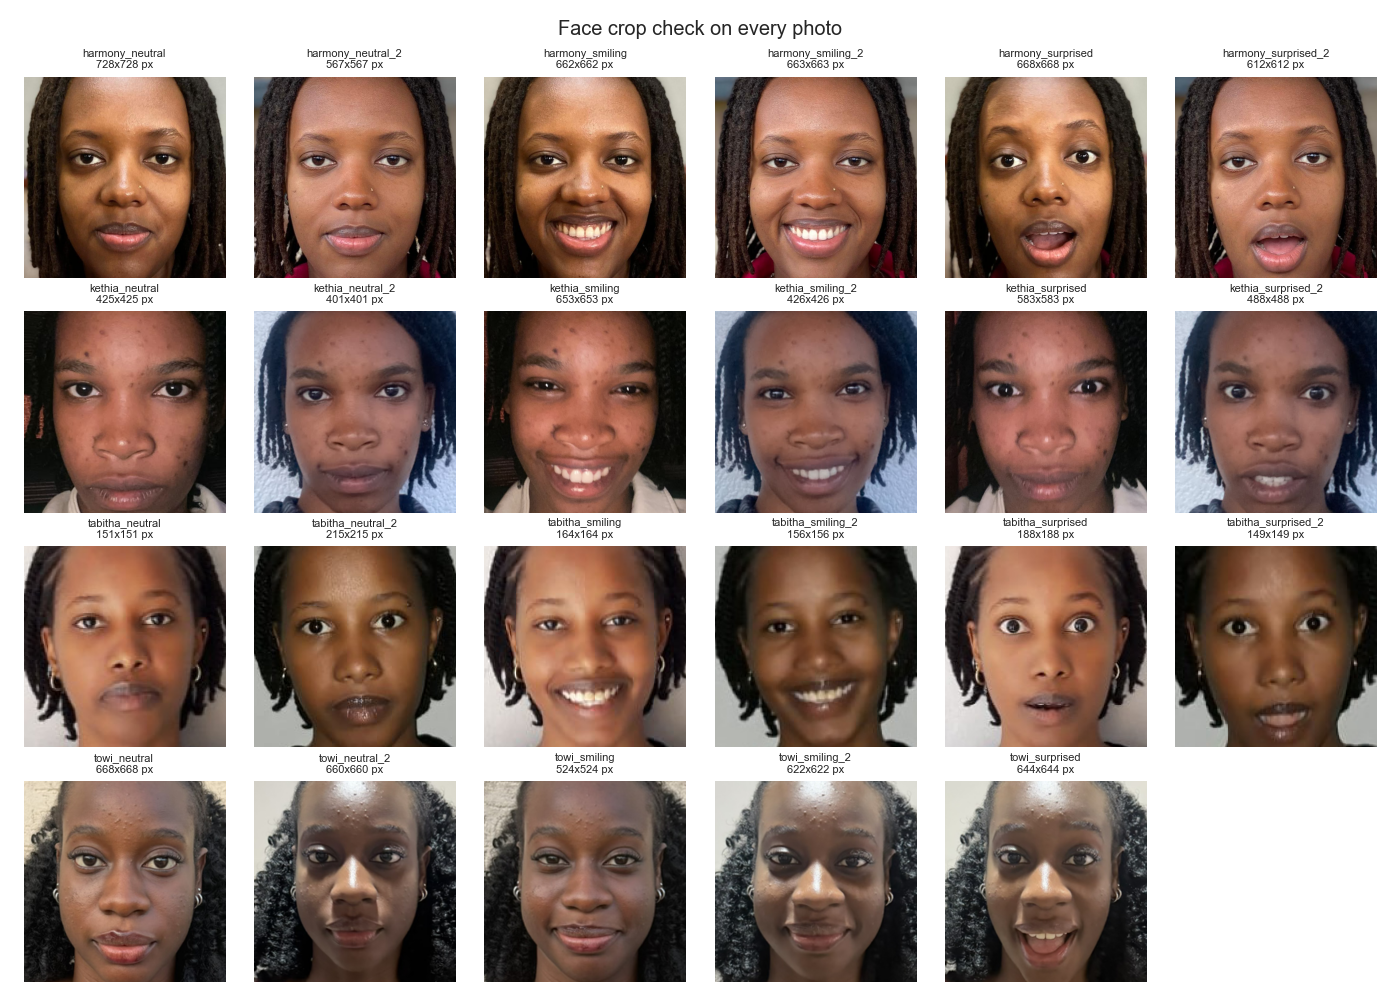 Face crop check on every photo
harmony_neutral
728x728 px
harmony_neutral_2
567x567 px
harmony_smiling
662x662 px
harmony_smiling_2
663x663 px
harmony_surprised
668x668 px
harmony_surprised_2
612x612 px
kethia_neutral
425x425 px
kethia_neutral_2
401x401 px
kethia_smiling
653x653 px
kethia_smiling_2
426x426 px
kethia_surprised
583x583 px
kethia_surprised_2
488x488 px
tabitha_neutral
151x151 px
tabitha_neutral_2
215x215 px
tabitha_smiling
164x164 px
tabitha_smiling_2
156x156 px
tabitha_surprised
188x188 px
tabitha_surprised_2
149x149 px
towi_neutral
668x668 px
towi_neutral_2
660x660 px
towi_smiling
524x524 px
towi_smiling_2
622x622 px
towi_surprised
644x644 px